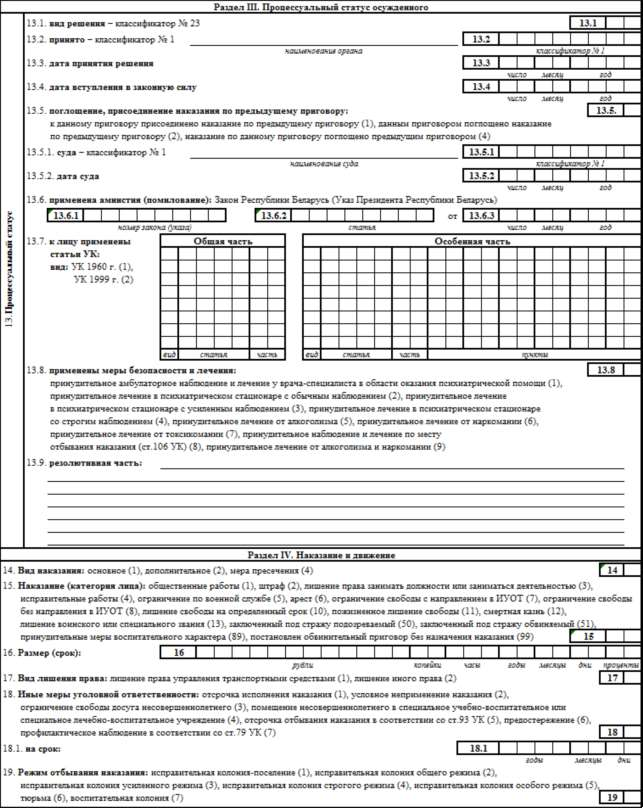 Раздел III. Процессуальный статус осужденного
13. Процессуальный статус
13.1. вид решения – классификатор № 23 13.1
13.2. принято – классификатор № 1 13.2
наименования органа классификатор № 1
13.3. дата принятия решения 13.3
число месяц год
13.4. дата вступления в законную силу 13.4
число месяц год
13.5. поглощение, присоединение наказания по предыдущему приговору: 13.5.
к данному приговору присоединено наказание по предыдущему приговору (1), данным приговором поглощено наказание
по предыдущему приговору (2), наказание по данному приговору поглощено предыдущим приговором (4)
13.5.1. суда – классификатор № 1 13.5.1
наименования суда классификатор № 1
13.5.2. дата суда 13.5.2
число месяц год
13.6. применена амнистия (помилование): Закон Республики Беларусь (Указ Президента Республики Беларусь)
13.6.1 13.6.2 от 13.6.3
номер закона (указа) статья число месяц год
13.7. к лицу применены Общая часть Особенная часть
статьи УК:
вид: УК 1960 г. (1),
УК 1999 г. (2)
вид статья часть вид статья часть пункты
13.8. применены меры безопасности и лечения: 13.8
принудительное амбулаторное наблюдение и лечение у врача-специалиста в области оказания психиатрической помощи (1),
принудительное лечение в психиатрическом стационаре с обычным наблюдением (2), принудительное лечение
в психиатрическом стационаре с усиленным наблюдением (3), принудительное лечение в психиатрическом стационаре
со строгим наблюдением (4), принудительное лечение от алкоголизма (5), принудительное лечение от наркомании (6),
принудительное лечение от токсикомании (7), принудительное наблюдение и лечение по месту
отбывания наказания (ст.106 УК) (8), принудительное лечение от алкоголизма и наркомании (9)
13.9. резолютивная часть:
Раздел IV. Наказание и движение
14. Вид наказания: основное (1), дополнительное (2), мера пресечения (4) 14
15. Наказание (категория лица): общественные работы (1), штраф (2), лишение права занимать должности или заниматься деятельностью (3),
исправительные работы (4), ограничение по военной службе (5), арест (6), ограничение свободы с направлением в ИУОТ (7), ограничение свободы
без направления в ИУОТ (8), лишение свободы на определенный срок (10), пожизненное лишение свободы (11), смертная казнь (12),
лишение воинского или специального звания (13), заключенный под стражу подозреваемый (50), заключенный под стражу обвиняемый (51),
принудительные меры воспитательного характера (89), постановлен обвинительный приговор без назначения наказания (99) 15
16. Размер (срок): 16
рубли копейки часы годы месяцы дни проценты
17. Вид лишения права: лишение права управления транспортными средствами (1), лишение иного права (2) 17
18. Иные меры уголовной ответственности: отсрочка исполнения наказания (1), условное неприменение наказания (2),
ограничение свободы досуга несовершеннолетнего (3), помещение несовершеннолетнего в специальное учебно-воспитательное или
специальное лечебно-воспитательное учреждение (4), отсрочка отбывания наказания в соответствии со ст.93 УК (5), предостережение (6),
профилактическое наблюдение в соответствии со ст.79 УК (7) 18
18.1. на срок: 18.1
годы месяцы дни
19. Режим отбывания наказания: исправительная колония-поселение (1), исправительная колония общего режима (2),
исправительная колония усиленного режима (3), исправительная колония строгого режима (4), исправительная колония особого режима (5),
тюрьма (6), воспитательная колония (7) 19